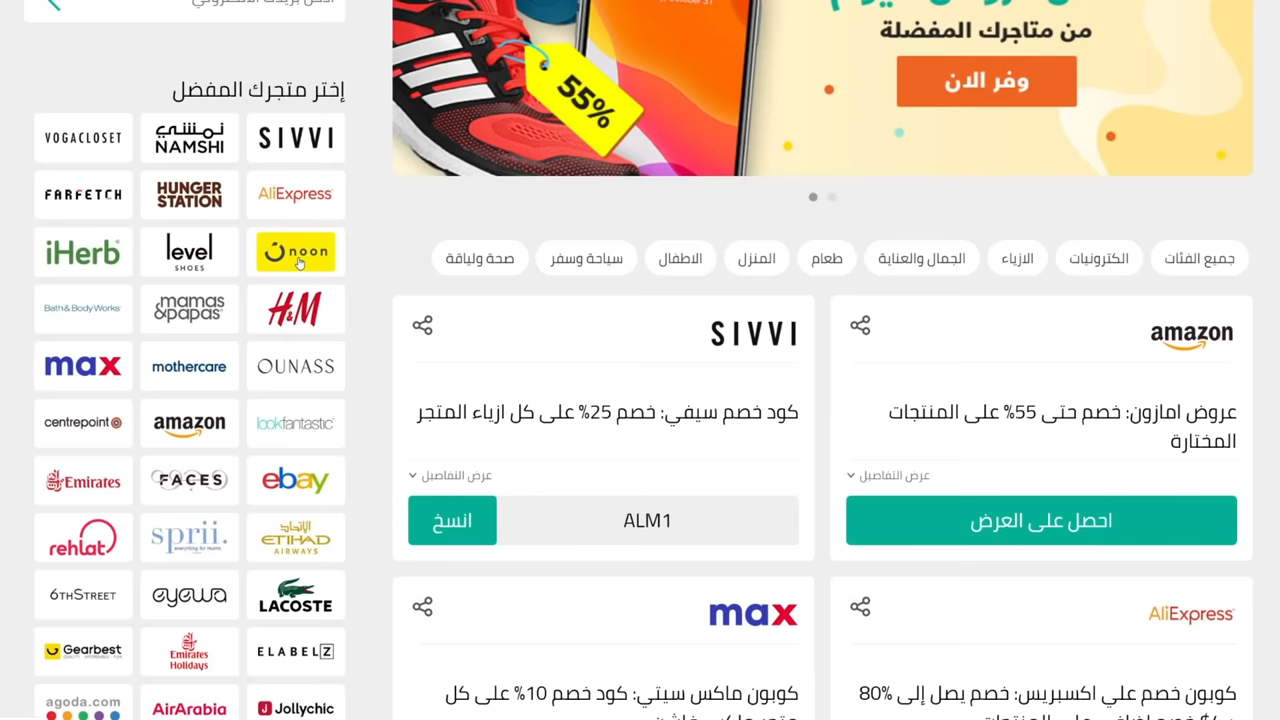 من متاجرك المفضلة
وفر الان
55%
إختر متجرك المفضل
SIVVI
نمشي
NAMSHI
VOGACLOSET
AliExpress
HUNGER
STATION
FARFETCH
noon
level
SHOES
iHerb
H&M
mamas
&papas
Bath & Body Works
OUNASS
mothercare
max
lookfantastic
amazon
centrepoint
ebay
FACES
Emirates
الإتحاد
ETIHAD
AIRWAYS
sprii.
everything for mums
rehlat
LACOSTE
eyewa
6THSTREET
ELABELZ
Emirates
Holidays
Gearbest
Jollychic
AirArabia
agoda.com
جميع الفئات
الكترونيات
الازياء
الجمال والعناية
طعام
المنزل
الاطفال
سياحة وسفر
صحة ولياقة
amazon
عروض امازون: خصم حتى 55% على المنتجات
المختارة
عرض التفاصيل
احصل على العرض
SIVVI
كود خصم سيفي: خصم 25% على كل ازياء المتجر
عرض التفاصيل
ALM1
انسخ
AliExpress
كوبون خصم علي اكسبريس: خصم يصل إلى 80%
max
كوبون ماكس سيتي: كود خصم 10% على كل